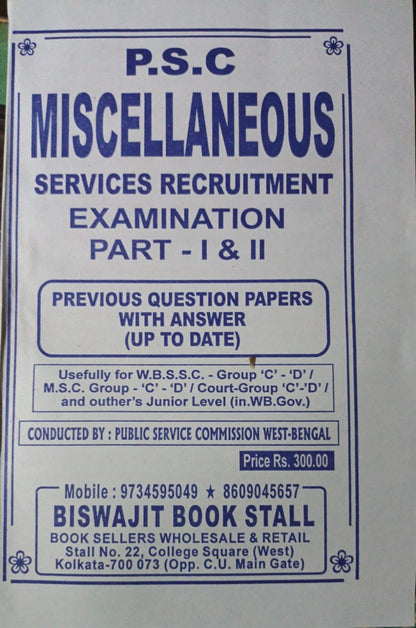 P.S.C
MISCELLANEOUS
SERVICES RECRUITMENT
EXAMINATION
PART - I & II
PREVIOUS QUESTION PAPERS
WITH ANSWER
(UP TO DATE)
Usefully for W.B.S.S.C. - Group 'C' - 'D' /
M.S.C. Group - 'C' - 'D' / Court-Group 'C'-'D' /
and outher's Junior Level (in.WB.Gov.)
CONDUCTED BY : PUBLIC SERVICE COMMISSION WEST-BENGAL
Price Rs. 300.00
Mobile : 9734595049 ★ 8609045657
BISWAJIT BOOK STALL
BOOK SELLERS WHOLESALE & RETAIL
Stall No. 22, College Square (West)
Kolkata-700 073 (Opp. C.U. Main Gate)